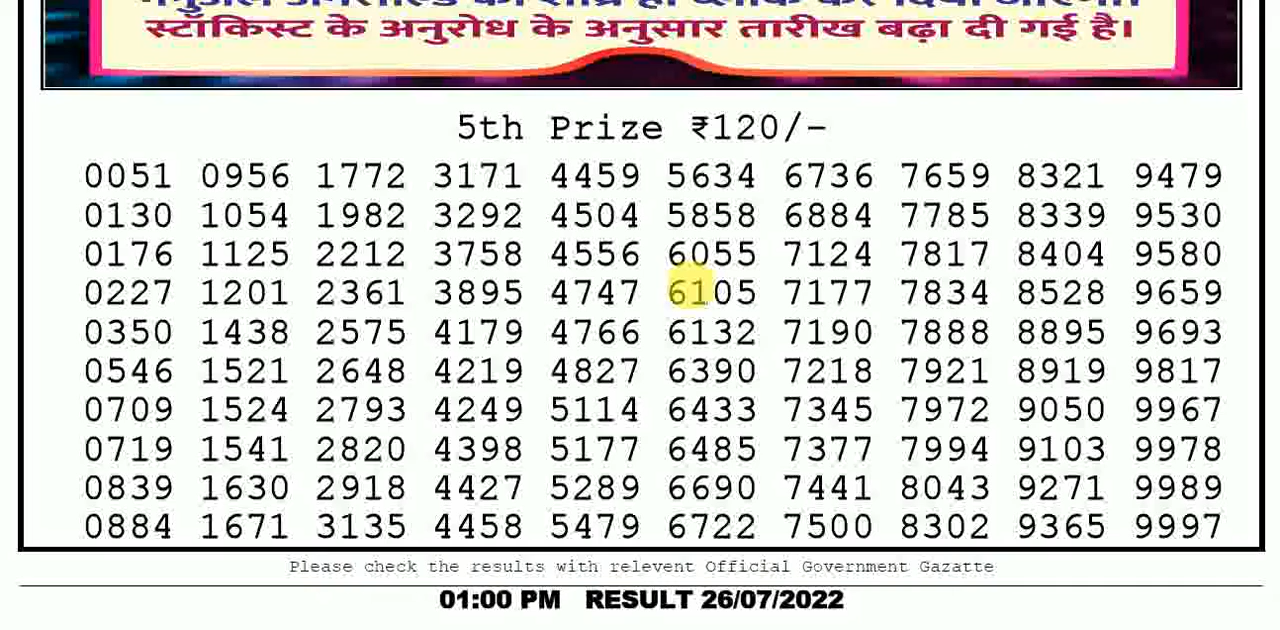 स्टॉकिस्ट के अनुरोध के अनुसार तारीख बढ़ा दी गई है।
5th Prize ₹120/-
0051 0956 1772 3171 4459 5634 6736 7659 8321 9479
0130 1054 1982 3292 4504 5858 6884 7785 8339 9530
0176 1125 2212 3758 4556 6055 7124 7817 8404 9580
0227 1201 2361 3895 4747 6105 7177 7834 8528 9659
0350 1438 2575 4179 4766 6132 7190 7888 8895 9693
0546 1521 2648 4219 4827 6390 7218 7921 8919 9817
0709 1524 2793 4249 5114 6433 7345 7972 9050 9967
0719 1541 2820 4398 5177 6485 7377 7994 9103 9978
0839 1630 2918 4427 5289 6690 7441 8043 9271 9989
0884 1671 3135 4458 5479 6722 7500 8302 9365 9997
Please check the results with relevent Official Government Gazatte
01:00 PM RESULT 26/07/2022